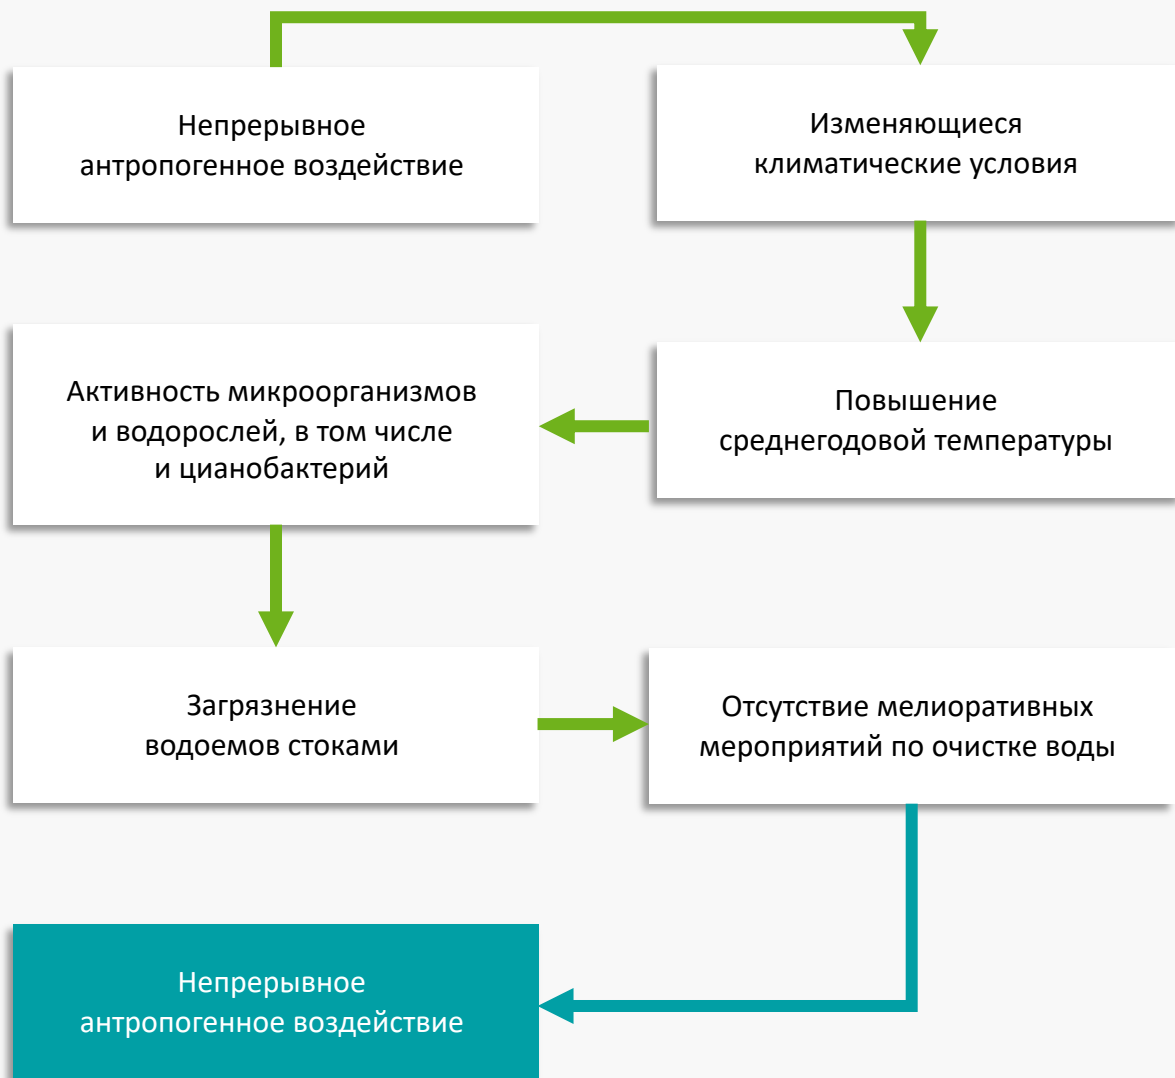 Непрерывное
антропогенное воздействие
Изменяющиеся
климатические условия
Активность микроорганизмов
и водорослей, в том числе
и цианобактерий
Повышение
среднегодовой температуры
Загрязнение
водоемов стоками
Отсутствие мелиоративных
мероприятий по очистке воды
Непрерывное
антропогенное воздействие